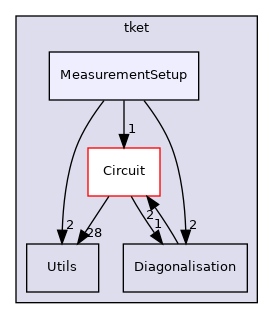 tket
MeasurementSetup
1
Circuit
2
28
2
1
2
Utils
Diagonalisation